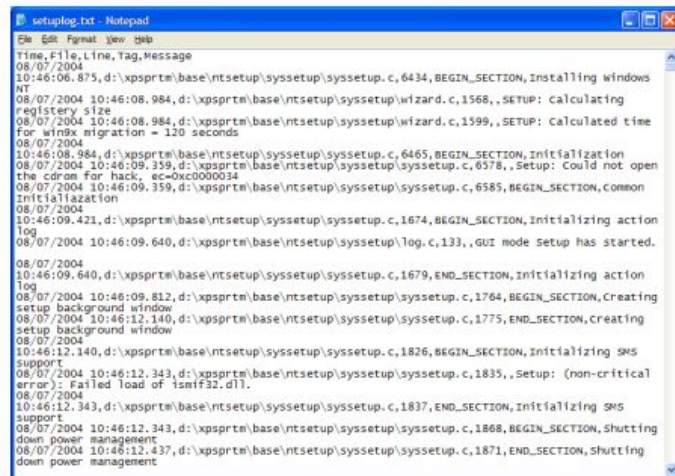 setuplog.txt - Notepad
File Edit Format View Help
Time,File,Line,Tag,Message
08/07/2004
10:46:06.875,d:\xpsprtm\base\ntsetup\syssetup\syssetup.c,6434,BEGIN_SECTION,Installing Windows
NT
08/07/2004 10:46:08.984,d:\xpsprtm\base\ntsetup\syssetup\wizard.c,1568,,SETUP: Calculating
registery size
08/07/2004 10:46:08.984,d:\xpsprtm\base\ntsetup\syssetup\wizard.c,1599,,SETUP: Calculated time
for Win9x migration = 120 seconds
08/07/2004
10:46:08.984,d:\xpsprtm\base\ntsetup\syssetup\syssetup.c,6465,BEGIN_SECTION,Initialization
08/07/2004 10:46:09.359,d:\xpsprtm\base\ntsetup\syssetup\syssetup.c,6578,,Setup: Could not open
the cdrom for hack, ec=0xc0000034
08/07/2004 10:46:09.359,d:\xpsprtm\base\ntsetup\syssetup\syssetup.c,6585,BEGIN_SECTION,Common
Initialiazation
08/07/2004
10:46:09.421,d:\xpsprtm\base\ntsetup\syssetup\syssetup.c,1674,BEGIN_SECTION,Initializing action
log
08/07/2004 10:46:09.640,d:\xpsprtm\base\ntsetup\syssetup\log.c,133,,GUI mode Setup has started.
08/07/2004
10:46:09.640,d:\xpsprtm\base\ntsetup\syssetup\syssetup.c,1679,END_SECTION,Initializing action
log
08/07/2004 10:46:09.812,d:\xpsprtm\base\ntsetup\syssetup\syssetup.c,1764,BEGIN_SECTION,Creating
setup background window
08/07/2004 10:46:12.140,d:\xpsprtm\base\ntsetup\syssetup\syssetup.c,1775,END_SECTION,Creating
setup background window
08/07/2004
10:46:12.140,d:\xpsprtm\base\ntsetup\syssetup\syssetup.c,1826,BEGIN_SECTION,Initializing SMS
support
08/07/2004 10:46:12.343,d:\xpsprtm\base\ntsetup\syssetup\syssetup.c,1835,,Setup: (non-critical
error): Failed load of ismif32.dll.
08/07/2004
10:46:12.343,d:\xpsprtm\base\ntsetup\syssetup\syssetup.c,1837,END_SECTION,Initializing SMS
support
08/07/2004 10:46:12.343,d:\xpsprtm\base\ntsetup\syssetup\syssetup.c,1868,BEGIN_SECTION,Shutting
down power management
08/07/2004 10:46:12.437,d:\xpsprtm\base\ntsetup\syssetup\syssetup.c,1871,END_SECTION,Shutting
down power management